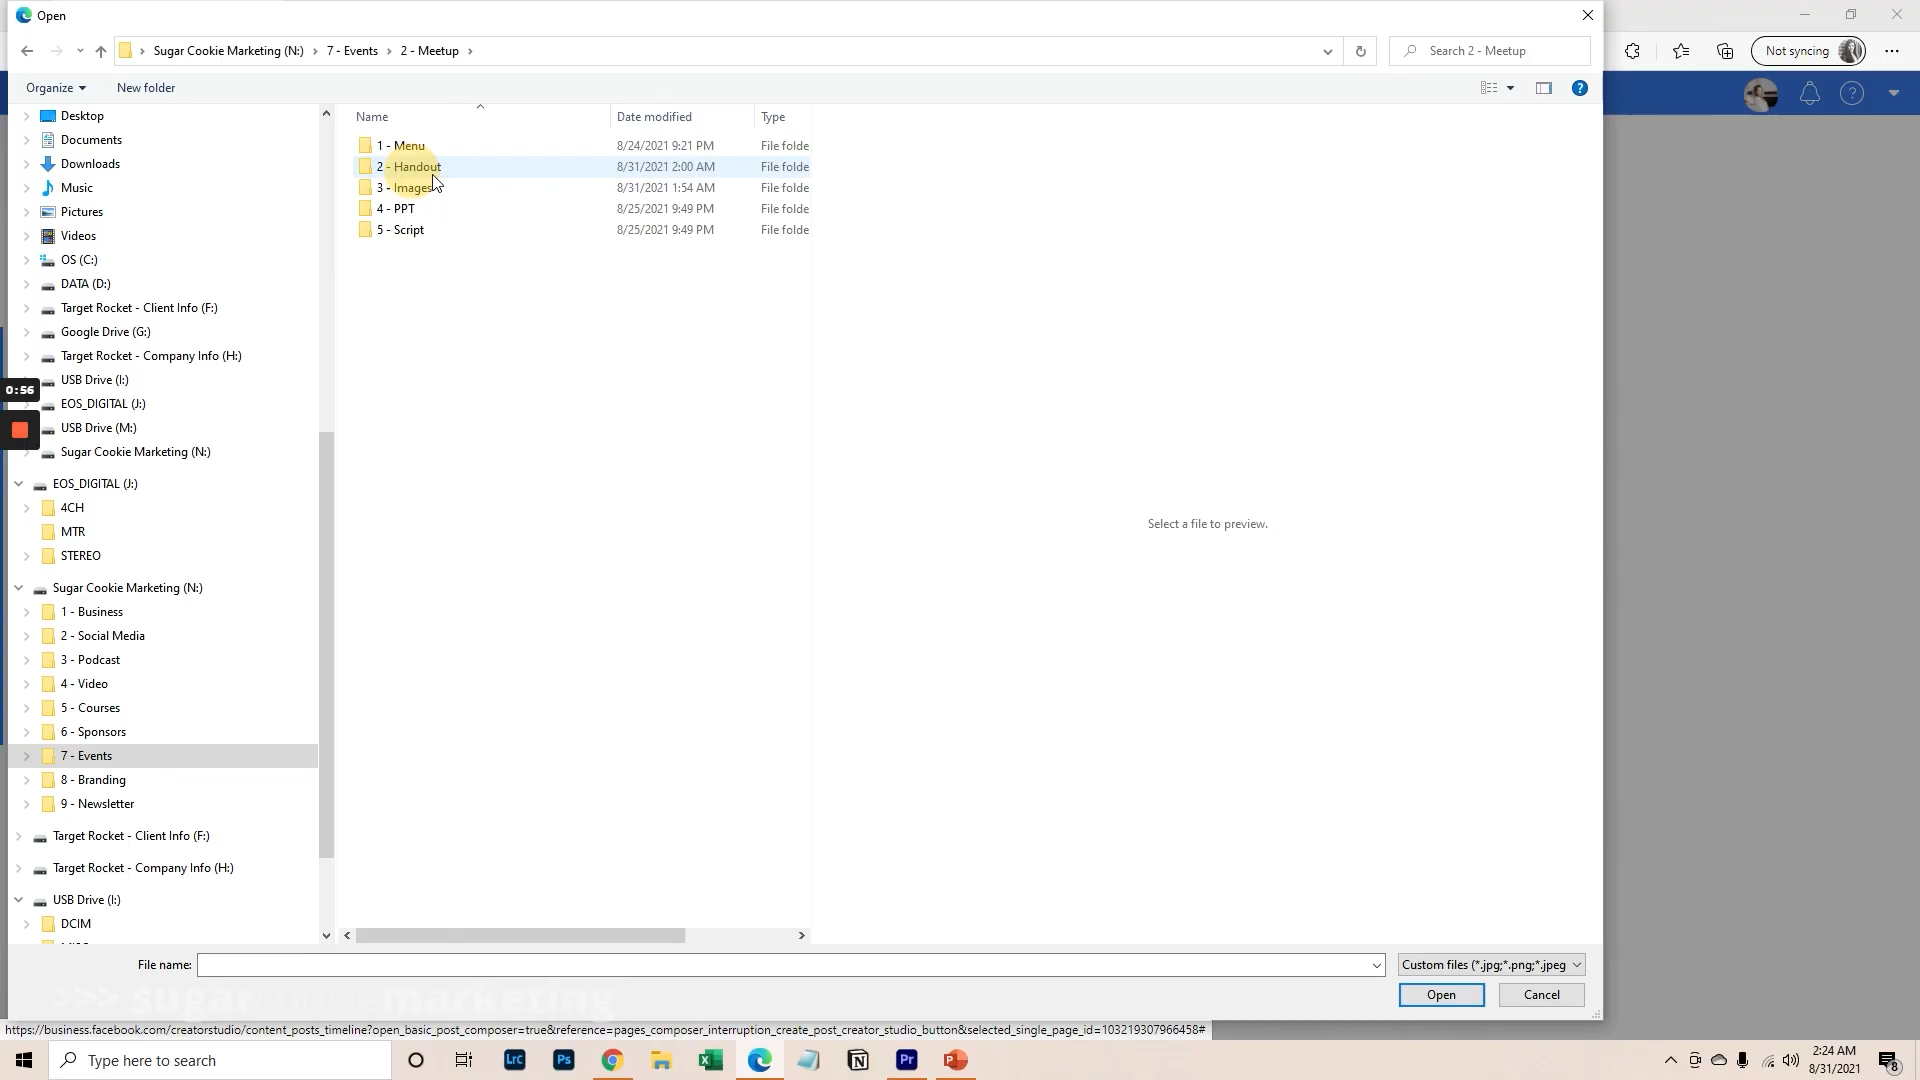 Open
Sugar Cookie Marketing (N:) 7 - Events 2 - Meetup
Search 2 - Meetup
Not syncing
Organize
New folder
Name
Date modified
Type
1 - Menu 8/24/2021 9:21 PM File folde
2 - Handout 8/31/2021 2:00 AM File folde
3 - Images 8/31/2021 1:54 AM File folde
4 - PPT 8/25/2021 9:49 PM File folde
5 - Script 8/25/2021 9:49 PM File folde
Desktop
Documents
Downloads
Music
Pictures
Videos
OS (C:)
DATA (D:)
Target Rocket - Client Info (F:)
Google Drive (G:)
Target Rocket - Company Info (H:)
USB Drive (I:)
0:56
EOS_DIGITAL (J:)
USB Drive (M:)
Sugar Cookie Marketing (N:)
EOS_DIGITAL (J:)
4CH
MTR
STEREO
Sugar Cookie Marketing (N:)
1 - Business
2 - Social Media
3 - Podcast
4 - Video
5 - Courses
6 - Sponsors
7 - Events
8 - Branding
9 - Newsletter
Target Rocket - Client Info (F:)
Target Rocket - Company Info (H:)
USB Drive (I:)
DCIM
Select a file to preview.
File name:
Custom files (*.jpg;*.png;*.jpeg
Open
Cancel
>>> sugarcookiemarketing
https://business.facebook.com/creatorstudio/content_posts_timeline?open_basic_post_composer=true&reference=pages_composer_interruption_create_post_creator_studio_button&selected_single_page_id=103219307966458#
Type here to search
Lrc
Ps
Pr
2:24 AM
8/31/2021
8